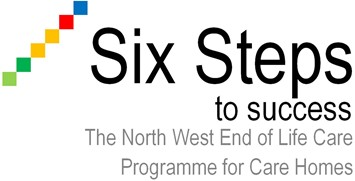 Six Steps
to success
The North West End of Life Care
Programme for Care Homes